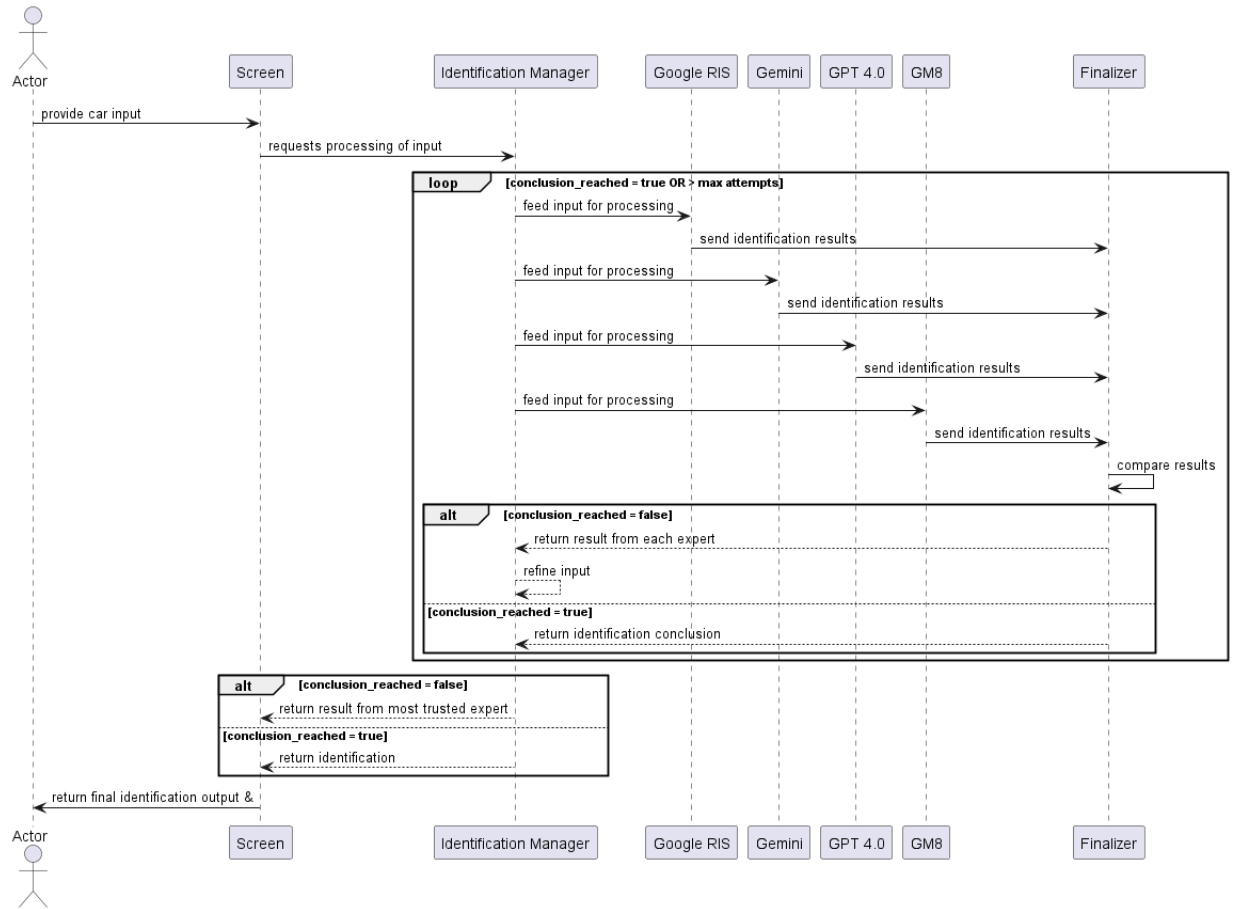 Actor
Screen
Identification Manager
Google RIS
Gemini
GPT 4.0
GM8
Finalizer
provide car input
requests processing of input
loop
[conclusion_reached = true OR > max attempts]
feed input for processing
send identification results
feed input for processing
send identification results
feed input for processing
send identification results
feed input for processing
send identification results
compare results
alt
[conclusion_reached = false]
return result from each expert
refine input
[conclusion_reached = true]
return identification conclusion
alt
[conclusion_reached = false]
return result from most trusted expert
[conclusion_reached = true]
return identification
return final identification output &
Actor
Screen
Identification Manager
Google RIS
Gemini
GPT 4.0
GM8
Finalizer